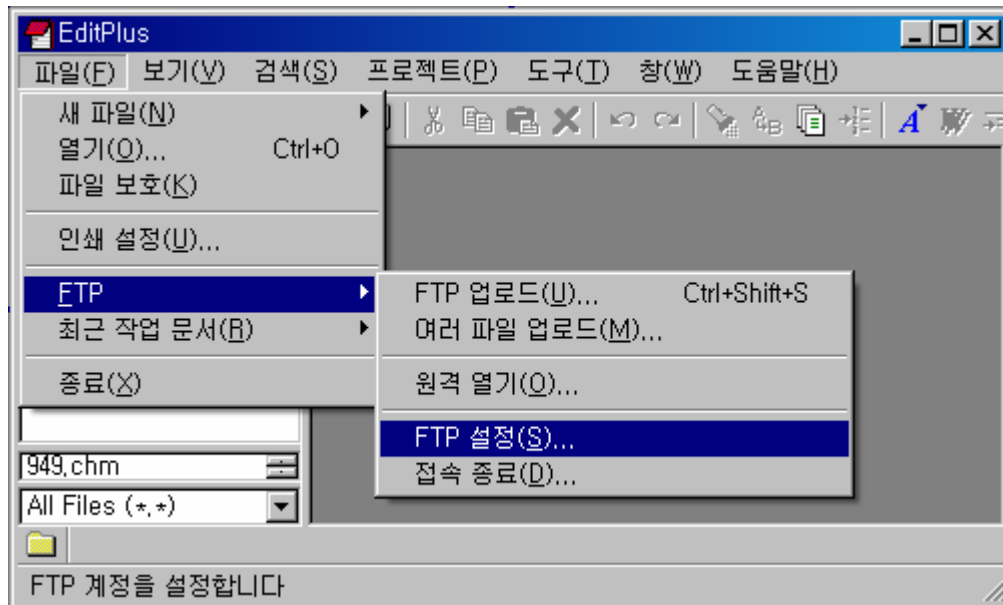 EditPlus
파일(F) 보기(V) 검색(S) 프로젝트(P) 도구(T) 창(W) 도움말(H)
새 파일(N)
열기(O)... Ctrl+O
파일 보호(K)
인쇄 설정(U)...
FTP
최근 작업 문서(R)
종료(X)
FTP 업로드(U)... Ctrl+Shift+S
여러 파일 업로드(M)...
원격 열기(O)...
FTP 설정(S)...
접속 종료(D)...
949.chm
All Files (*.*)
FTP 계정을 설정합니다